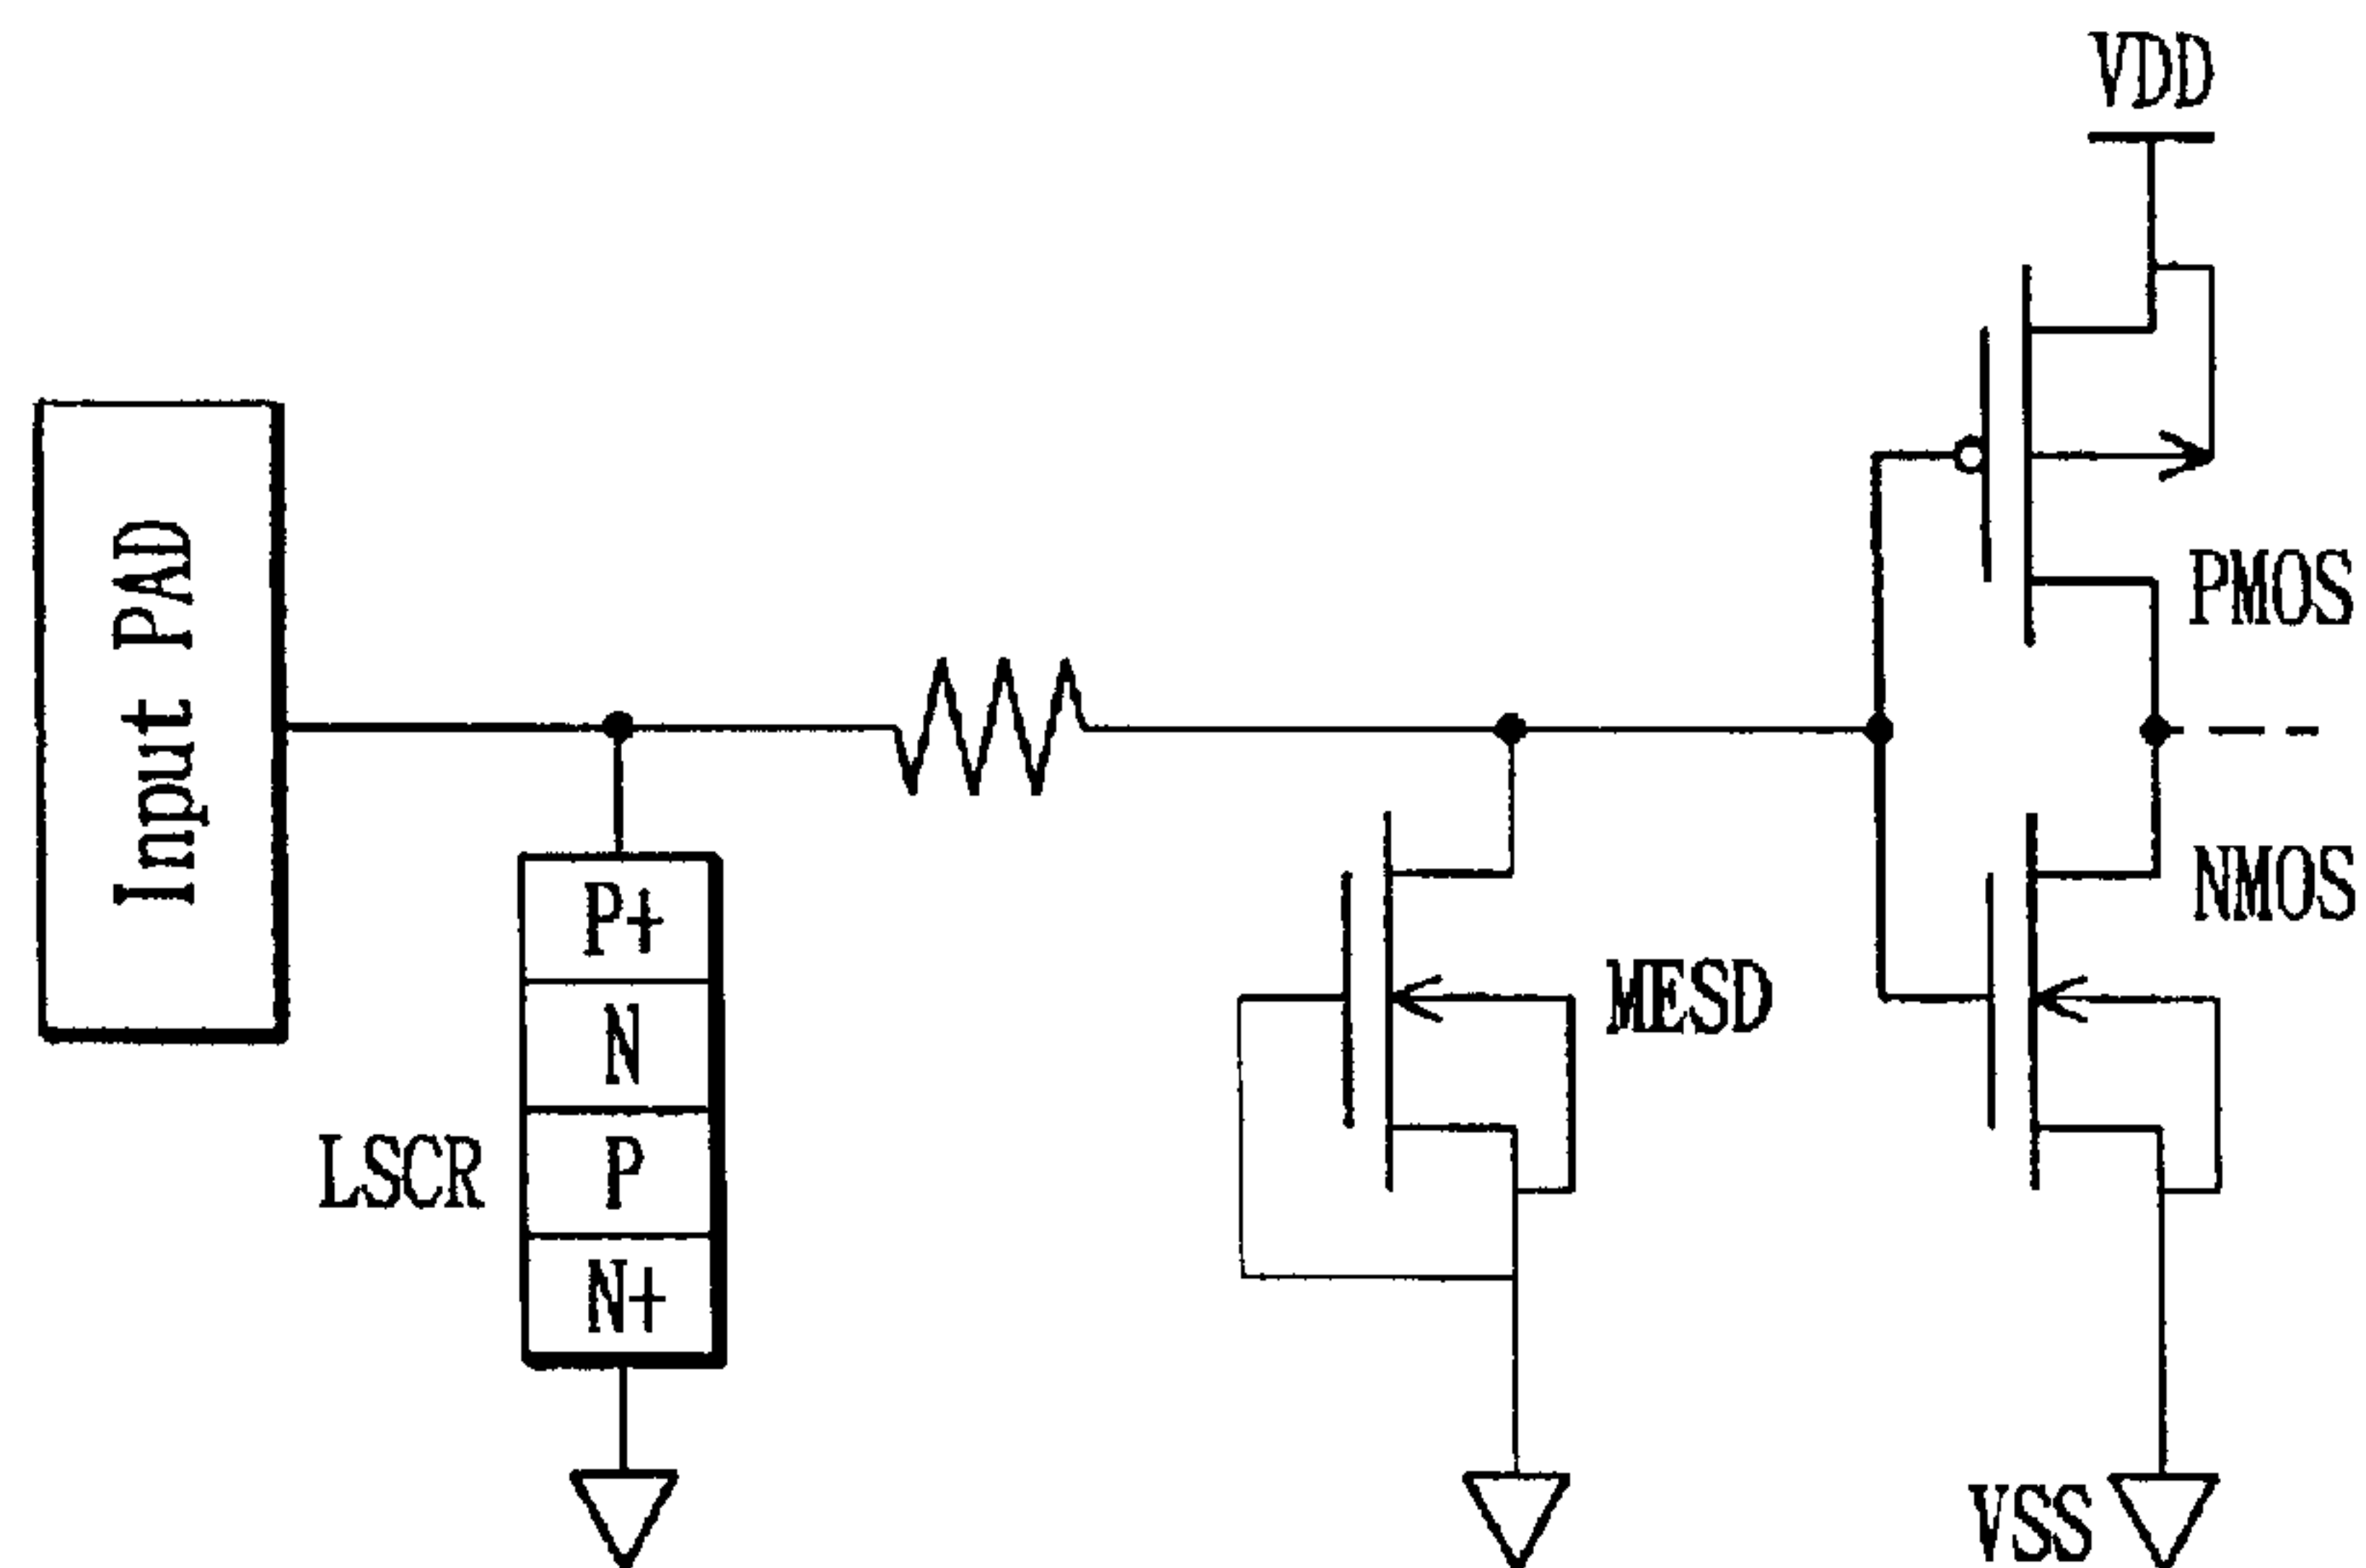 VDD
Input PAD
PMOS
NMOS
P+
N
P
N+
LSCR
MESD
VSS